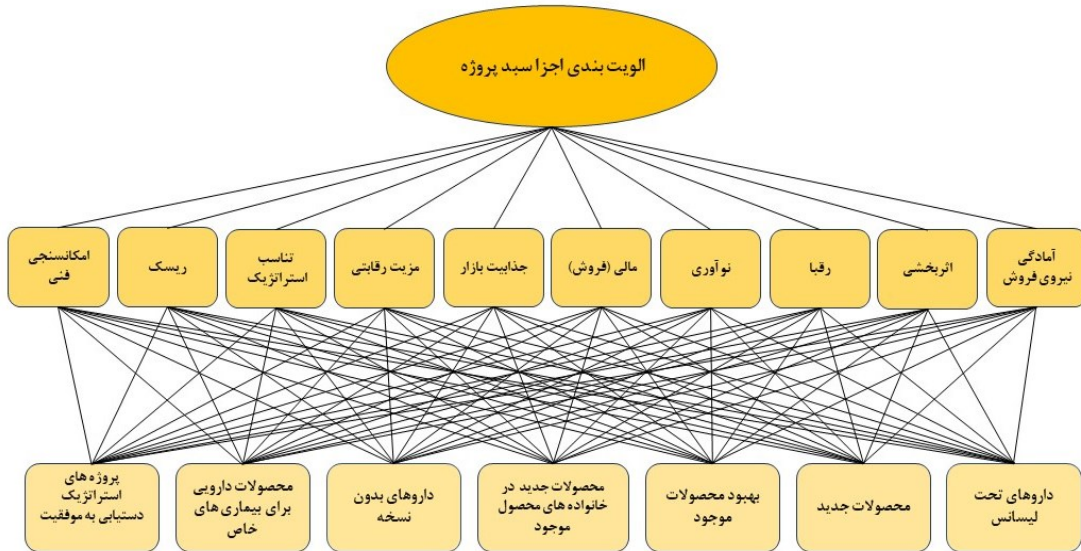 الویت بندی اجزا سبد پروژه
آمادگی
نیروی فروش
اثربخشی
رقبا
نوآوری
مالی (فروش)
جذابیت بازار
مزیت رقابتی
تناسب
استراتژیک
ریسک
امکانسنجی
فنی
داروهای تحت
لیسانس
محصولات جدید
بهبود محصولات
موجود
محصولات جدید در
خانواده های محصول
موجود
داروهای بدون
نسخه
محصولات دارویی
برای بیماری های
خاص
پروژه های
استراتژیک
دستیابی به موفقیت